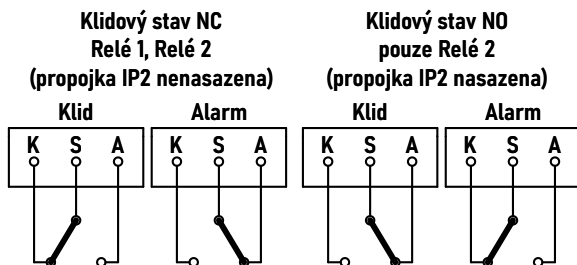 Klidový stav NC
Relé 1, Relé 2
(propojka IP2 nenasazena)
Klid Alarm
K S A K S A
Klidový stav NO
pouze Relé 2
(propojka IP2 nasazena)
Klid Alarm
K S A K S A